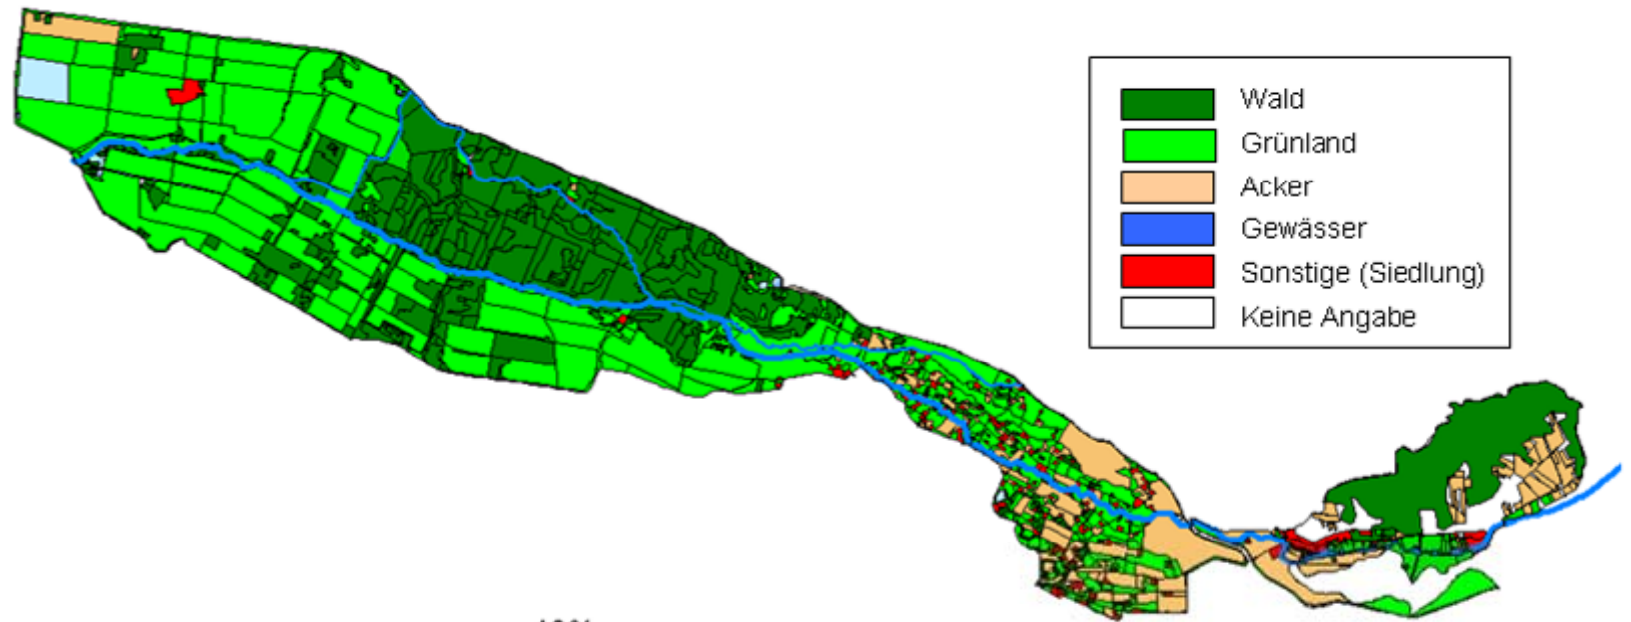 Wald
Grünland
Acker
Gewässer
Sonstige (Siedlung)
Keine Angabe